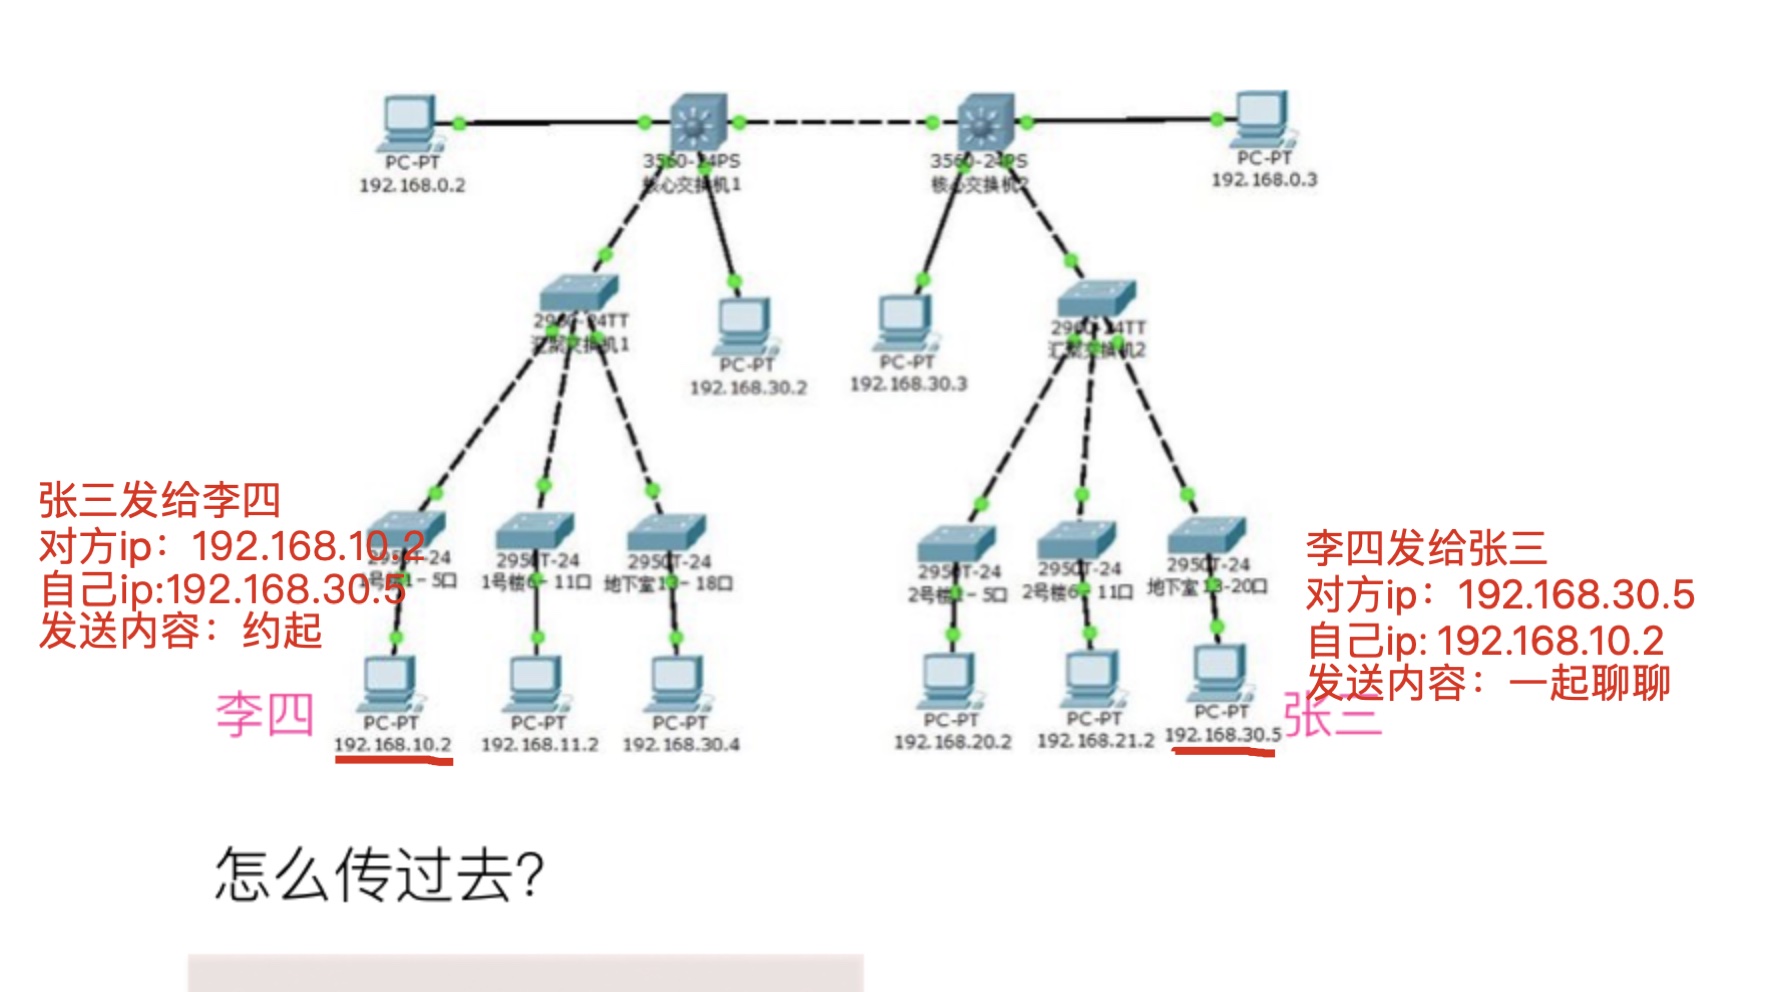 PC-PT
192.168.0.2
3560-24PS
核心交换机1
3560-24PS
核心交换机2
PC-PT
192.168.0.3
2960-24TT
汇聚交换机1
PC-PT
192.168.30.2
PC-PT
192.168.30.3
2960-24TT
汇聚交换机2
张三发给李四
对方ip：192.168.10.2
自己ip:192.168.30.5
发送内容：约起
李四发给张三
对方ip：192.168.30.5
自己ip: 192.168.10.2
发送内容：一起聊聊
2950T-24
1号楼1-5口
2950T-24
1号楼6-11口
2950T-24
地下室
-18口
2950T-24
2号楼1-5口
2950T-24
2号楼6-11口
2950T-24
地下室13-20口
李四
PC-PT
192.168.10.2
PC-PT
192.168.11.2
PC-PT
192.168.30.4
PC-PT
192.168.20.2
PC-PT
192.168.21.2
PC-PT
192.168.30.5
张三
怎么传过去?